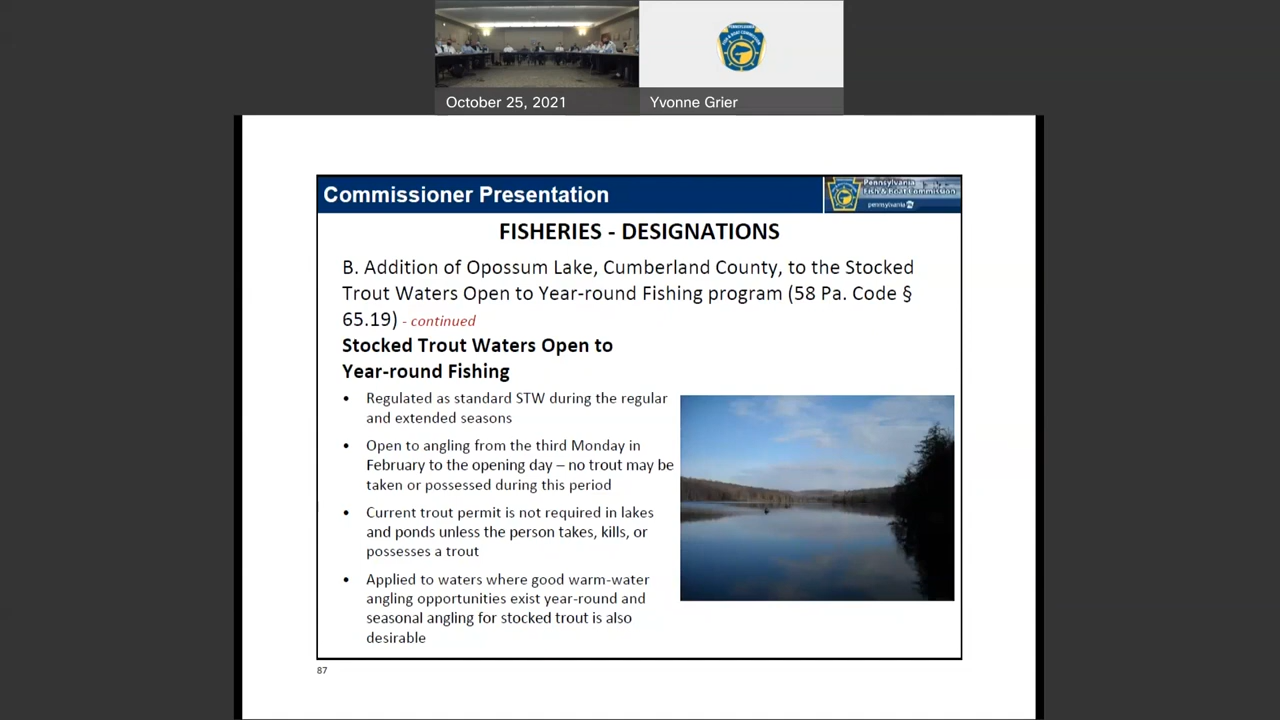 October 25, 2021
Yvonne Grier
Commissioner Presentation
Pennsylvania
Fish & Boat Commission
pennsylvania
FISHERIES - DESIGNATIONS
B. Addition of Opossum Lake, Cumberland County, to the Stocked
Trout Waters Open to Year-round Fishing program (58 Pa. Code §
65.19) - continued
Stocked Trout Waters Open to
Year-round Fishing
• Regulated as standard STW during the regular
and extended seasons
• Open to angling from the third Monday in
February to the opening day – no trout may be
taken or possessed during this period
• Current trout permit is not required in lakes
and ponds unless the person takes, kills, or
possesses a trout
• Applied to waters where good warm-water
angling opportunities exist year-round and
seasonal angling for stocked trout is also
desirable
87